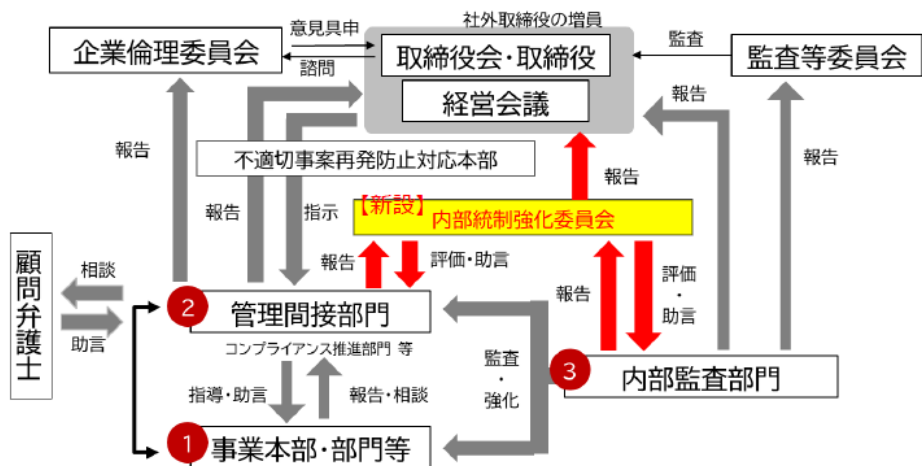 社外取締役の増員
企業倫理委員会
意見具申
諮問
取締役会・取締役
経営会議
監査
監査等委員会
報告
報告
報告
不適切事案再発防止対応本部
報告
指示
報告
【新設】
内部統制強化委員会
報告
評価・助言
報告
評価・助言
顧問弁護士
相談
助言
2
管理間接部門
コンプライアンス推進部門 等
指導・助言
報告・相談
監査・強化
3
内部監査部門
1
事業本部・部門等